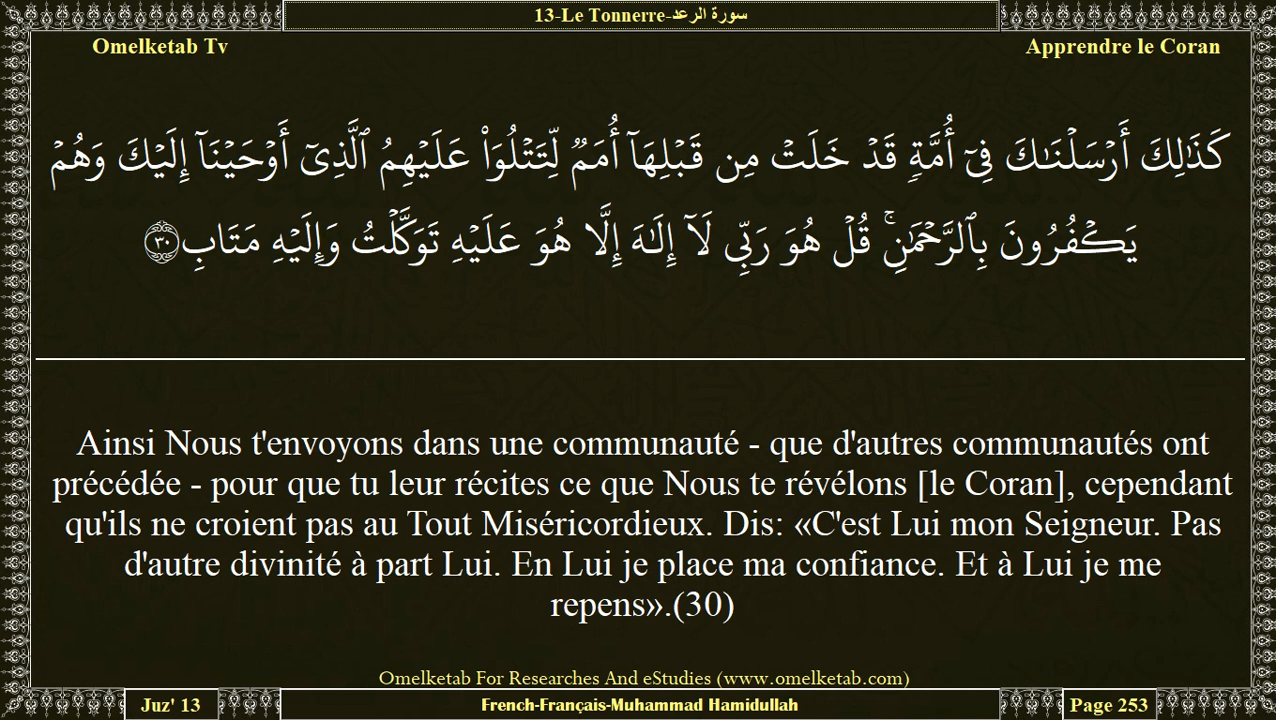 13-Le Tonnerre-سورة الرعد
Omelketab Tv
Apprendre le Coran
كَذَٰلِكَ أَرۡسَلۡنَـٰكَ فِىٓ أُمَّةٍۢ قَدۡ خَلَتۡ مِن قَبۡلِهَآ أُمَمٌۭ لِّتَتۡلُوَا۟ عَلَيۡهِمُ ٱلَّذِىٓ أَوۡحَيۡنَآ إِلَيۡكَ وَهُمۡ
يَكۡفُرُونَ بِٱلرَّحۡمَـٰنِۚ قُلۡ هُوَ رَبِّى لَآ إِلَـٰهَ إِلَّا هُوَ عَلَيۡهِ تَوَكَّلۡتُ وَإِلَيۡهِ مَتَابِ ٣٠
Ainsi Nous t'envoyons dans une communauté - que d'autres communautés ont
précédée - pour que tu leur récites ce que Nous te révélons [le Coran], cependant
qu'ils ne croient pas au Tout Miséricordieux. Dis: «C'est Lui mon Seigneur. Pas
d'autre divinité à part Lui. En Lui je place ma confiance. Et à Lui je me
repens».(30)
Omelketab For Researches And eStudies (www.omelketab.com)
Juz' 13
French-Français-Muhammad Hamidullah
Page 253